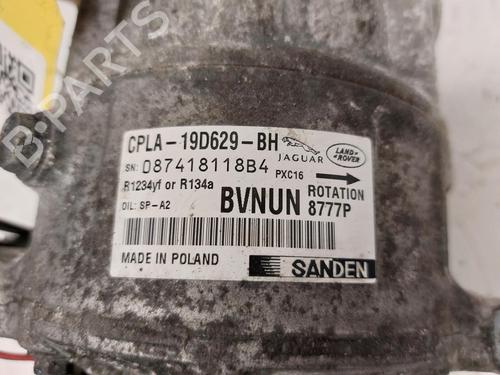 CPLA-19D629-BH
JAGUAR
LAND-
ROVER
SN: D87418118B4
PXC16
R1234yf or R134a
ROTATION
OIL: SP-A2
BVNUN
8777P
MADE IN POLAND
SANDEN
B-Parts